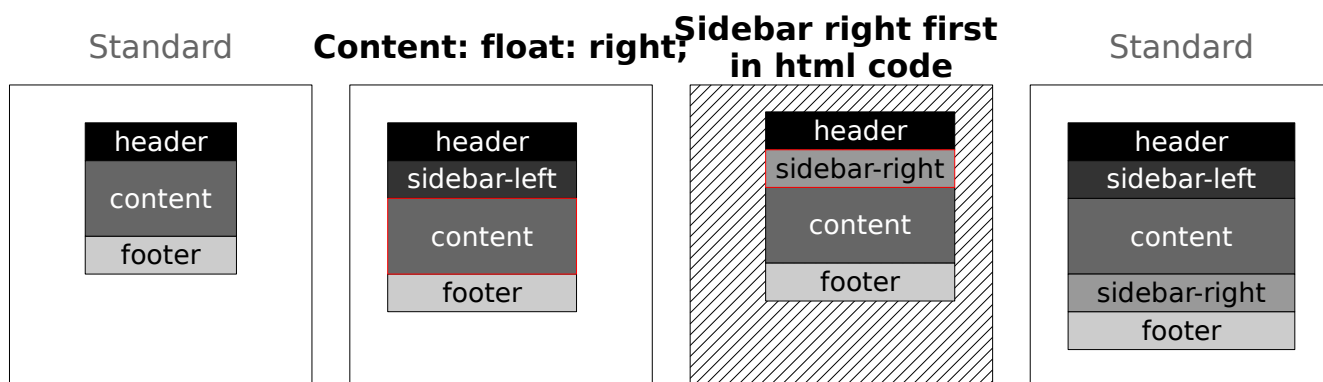 Standard
header
content
footer
Content: float: right;
header
sidebar-left
content
footer
Sidebar right first
in html code
header
sidebar-right
content
footer
Standard
header
sidebar-left
content
sidebar-right
footer